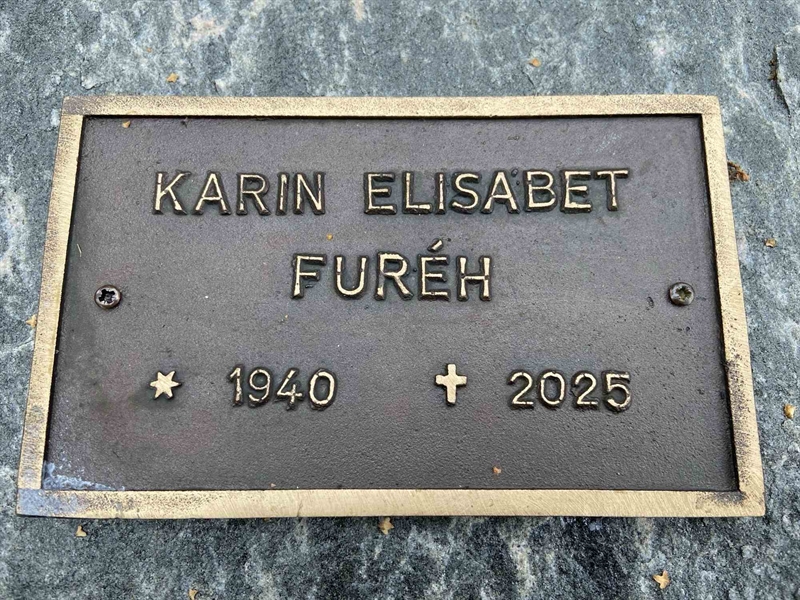 KARIN ELISABET
FURÉH
* 1940 ✝ 2025